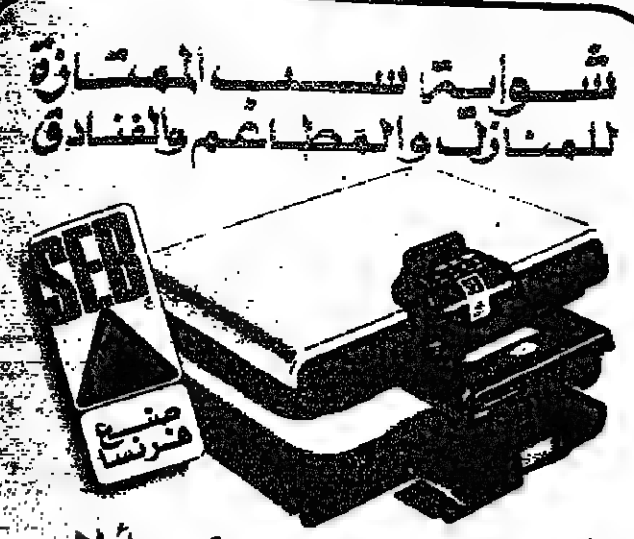 شواية سب الممتازة
للمنازل والمطاعم والفنادق
SEB
صنع
فرنسا